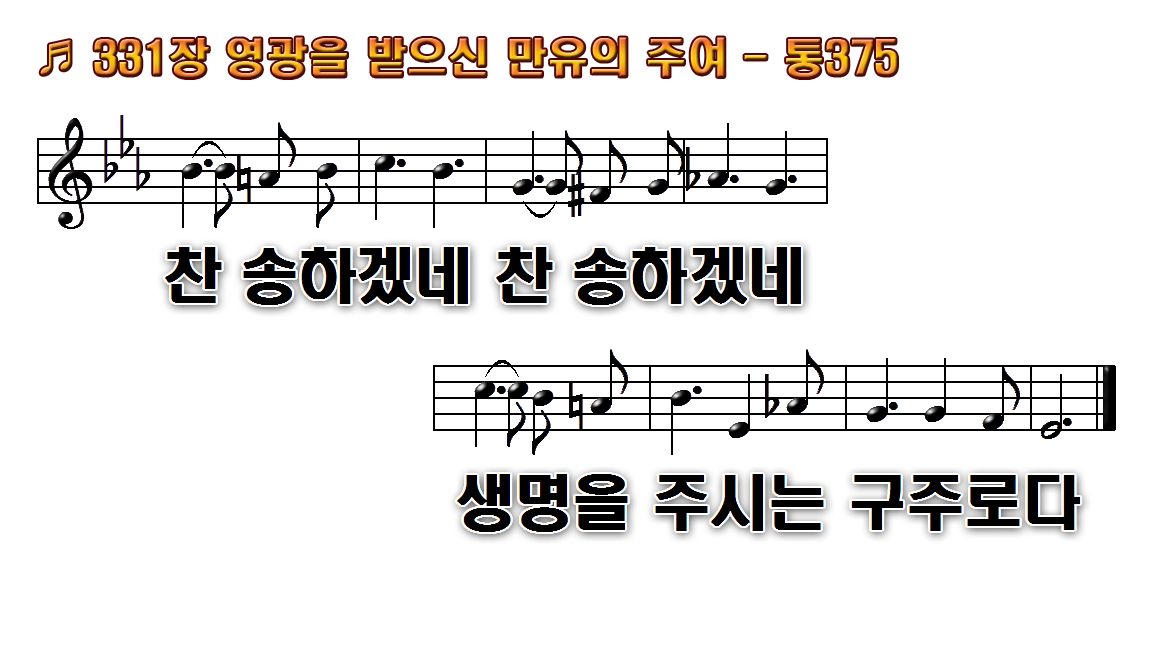 ♬ 331장 영광을 받으신 만유의 주여 - 통375
찬 송하겠네 찬 송하겠네
생명을 주시는 구주로다